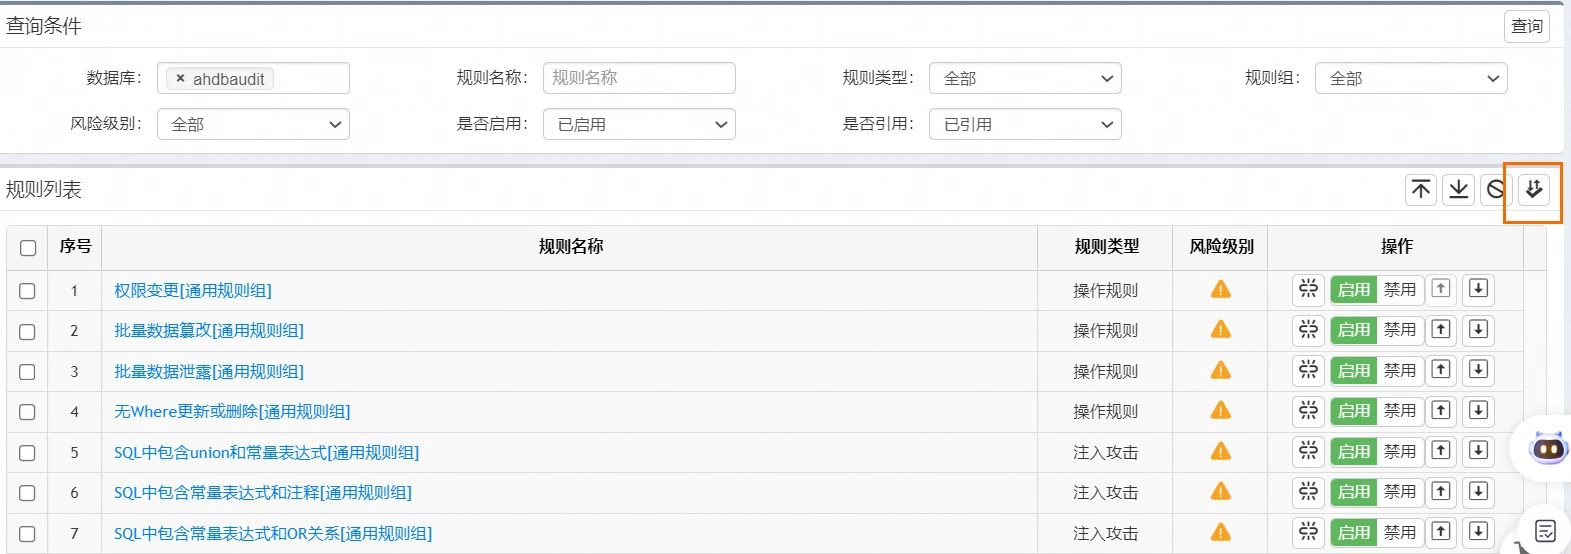 查询条件 查询
数据库： × ahdbaudit 规则名称： 规则名称 规则类型： 全部 规则组： 全部
风险级别： 全部 是否启用： 已启用 是否引用： 已引用
规则列表
序号 规则名称 规则类型 风险级别 操作
1 权限变更[通用规则组] 操作规则 启用 禁用
2 批量数据篡改[通用规则组] 操作规则 启用 禁用
3 批量数据泄露[通用规则组] 操作规则 启用 禁用
4 无Where更新或删除[通用规则组] 操作规则 启用 禁用
5 SQL中包含union和常量表达式[通用规则组] 注入攻击 启用 禁用
6 SQL中包含常量表达式和注释[通用规则组] 注入攻击 启用 禁用
7 SQL中包含常量表达式和OR关系[通用规则组] 注入攻击 启用 禁用